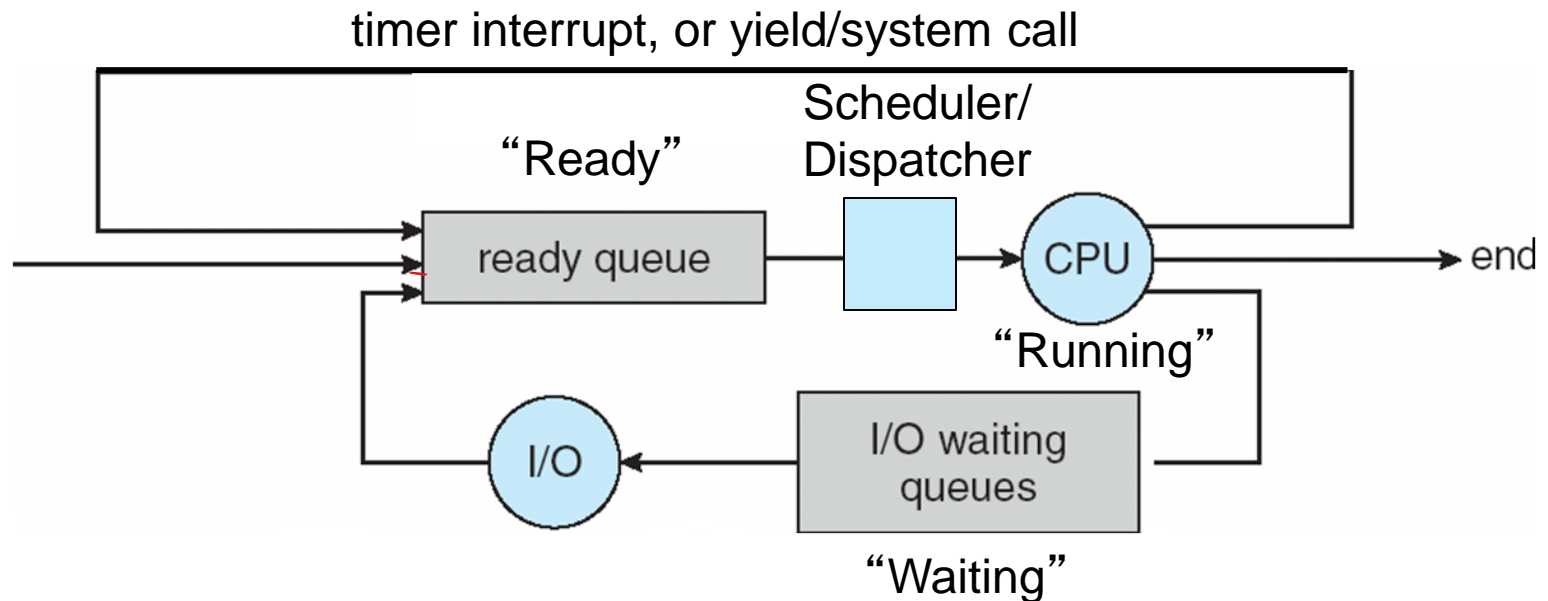 timer interrupt, or yield/system call
Scheduler/
Dispatcher
“Ready”
ready queue
CPU
end
“Running”
I/O
I/O waiting
queues
“Waiting”